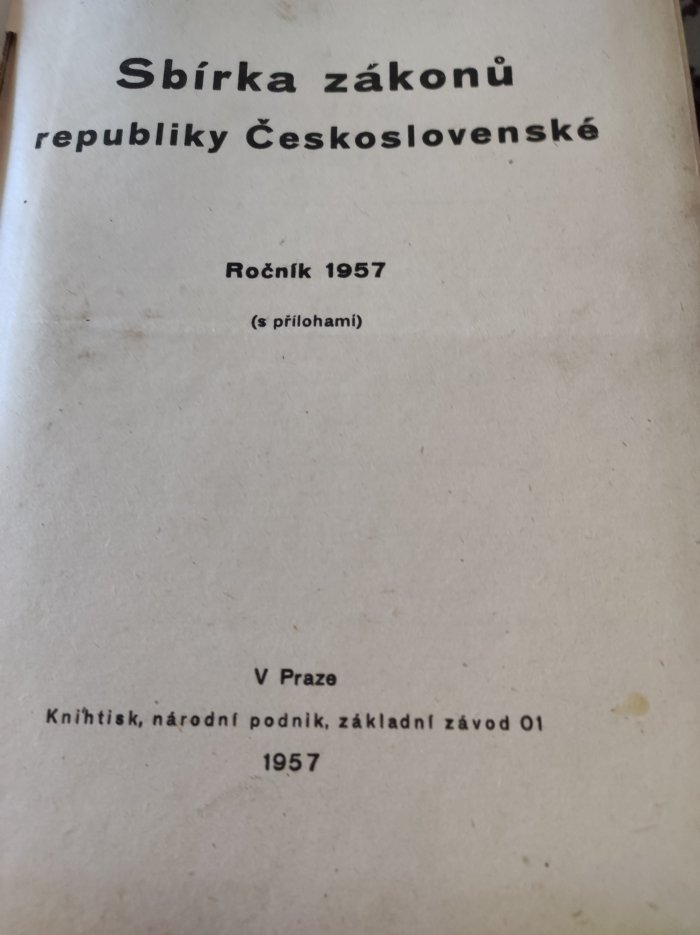 Sbírka zákonů
republiky Československé
Ročník 1957
(s přílohami)
V Praze
Knihtisk, národní podnik, základní závod 01
1957